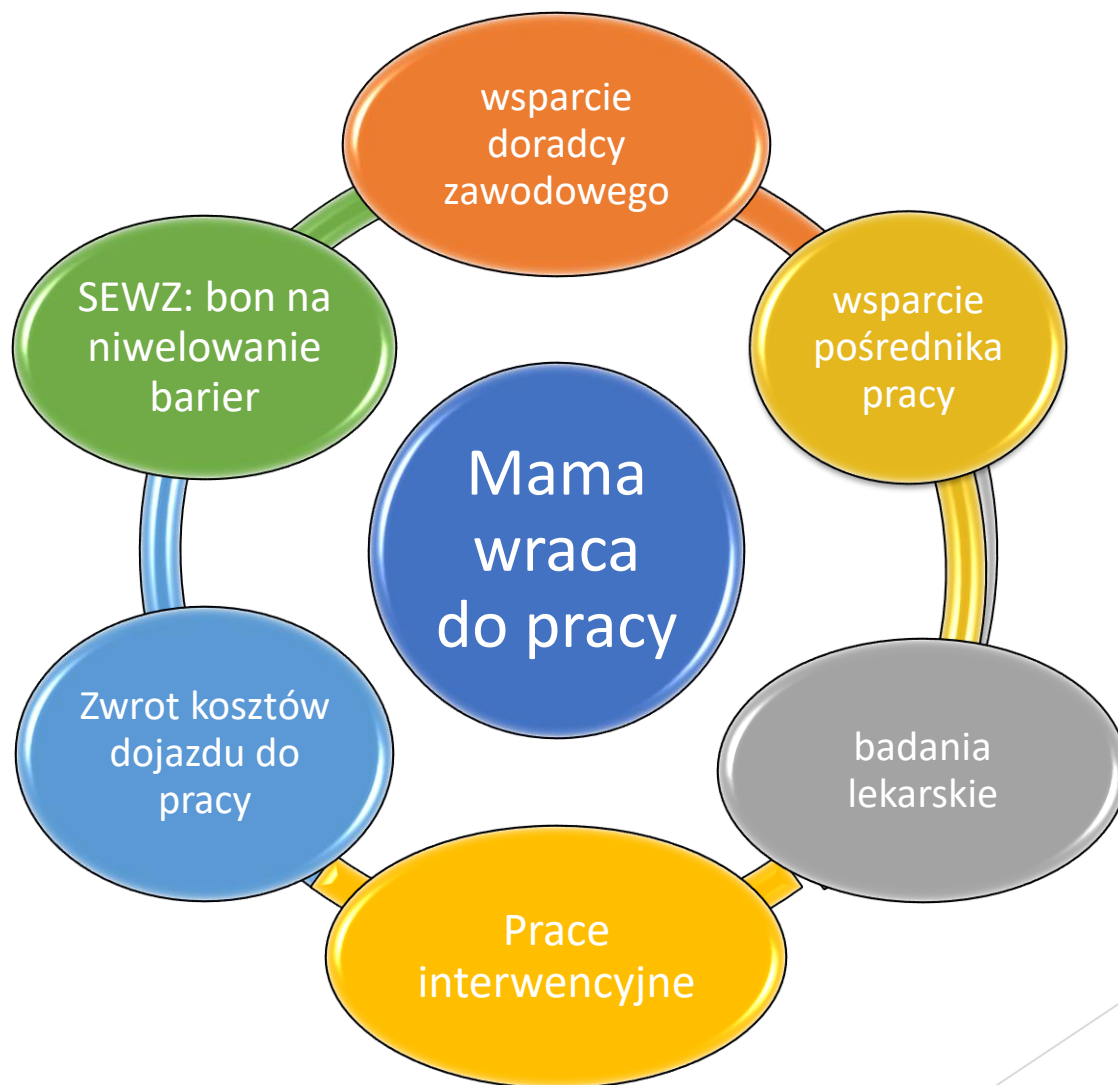 wsparcie
doradcy
zawodowego
SEWZ: bon na
niwelowanie
barier
wsparcie
pośrednika
pracy
Mama
wraca
do pracy
Zwrot kosztów
dojazdu do
pracy
badania
lekarskie
Prace
interwencyjne